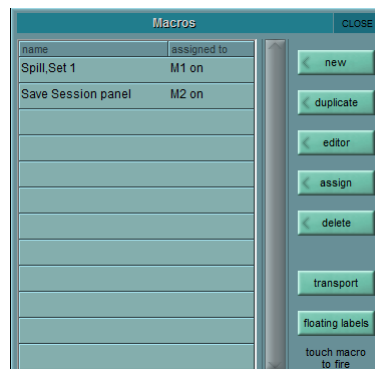 Macros CLOSE
name assigned to
Spill,Set 1 M1 on
Save Session panel M2 on
new
duplicate
editor
assign
delete
transport
floating labels
touch macro
to fire